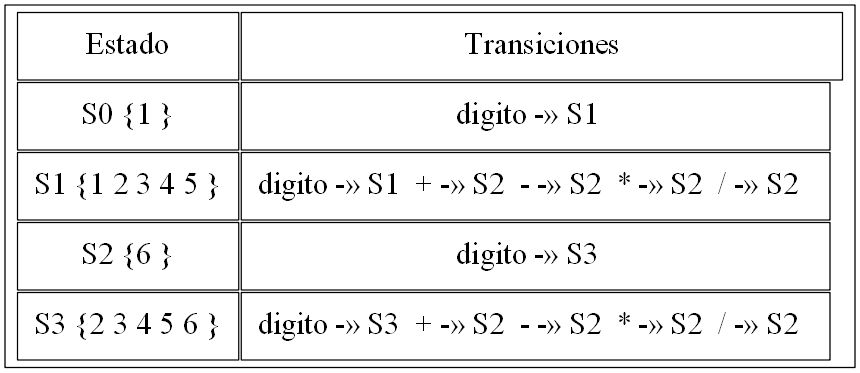 Estado Transiciones
S0 {1 } digito -» S1
S1 {1 2 3 4 5 } digito -» S1 + -» S2 - -» S2 * -» S2 / -» S2
S2 {6 } digito -» S3
S3 {2 3 4 5 6 } digito -» S3 + -» S2 - -» S2 * -» S2 / -» S2